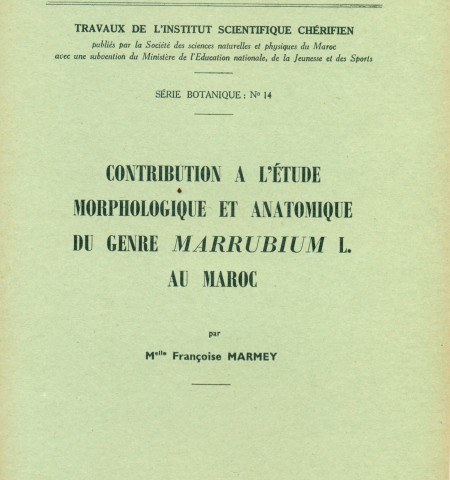 TRAVAUX DE L'INSTITUT SCIENTIFIQUE CHÉRIFIEN
publiés par la Société des sciences naturelles et physiques du Maroc
avec une subvention du Ministère de l'Education nationale, de la Jeunesse et des Sports
SÉRIE BOTANIQUE : Nº 14
CONTRIBUTION A L'ÉTUDE
MORPHOLOGIQUE ET ANATOMIQUE
DU GENRE MARRUBIUM L.
AU MAROC
par
Melle Françoise MARMEY